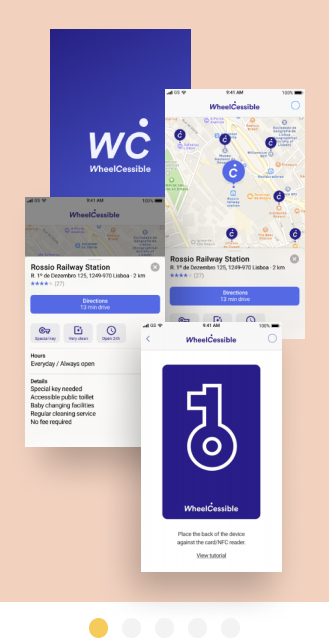 WC
WheelCessible
9:41 AM
100%
WheelCessible
Rossio Railway Station
R. 1º de Dezembro 125, 1249-970 Lisboa · 2 km
(27)
Directions
13 min drive
9:41 AM
100%
WheelCessible
Rossio Railway Station
R. 1º de Dezembro 125, 1249-970 Lisboa · 2 km
(27)
Directions
13 min drive
Special key
Very clean
Open 24h
Hours
Everyday / Always open
Details
Special key needed
Accessible public toillet
Baby changing facilities
Regular cleaning service
No fee required
9:41 AM
100%
WheelCessible
WheelCessible
Place the back of the device
against the card/NFC reader.
View tutorial